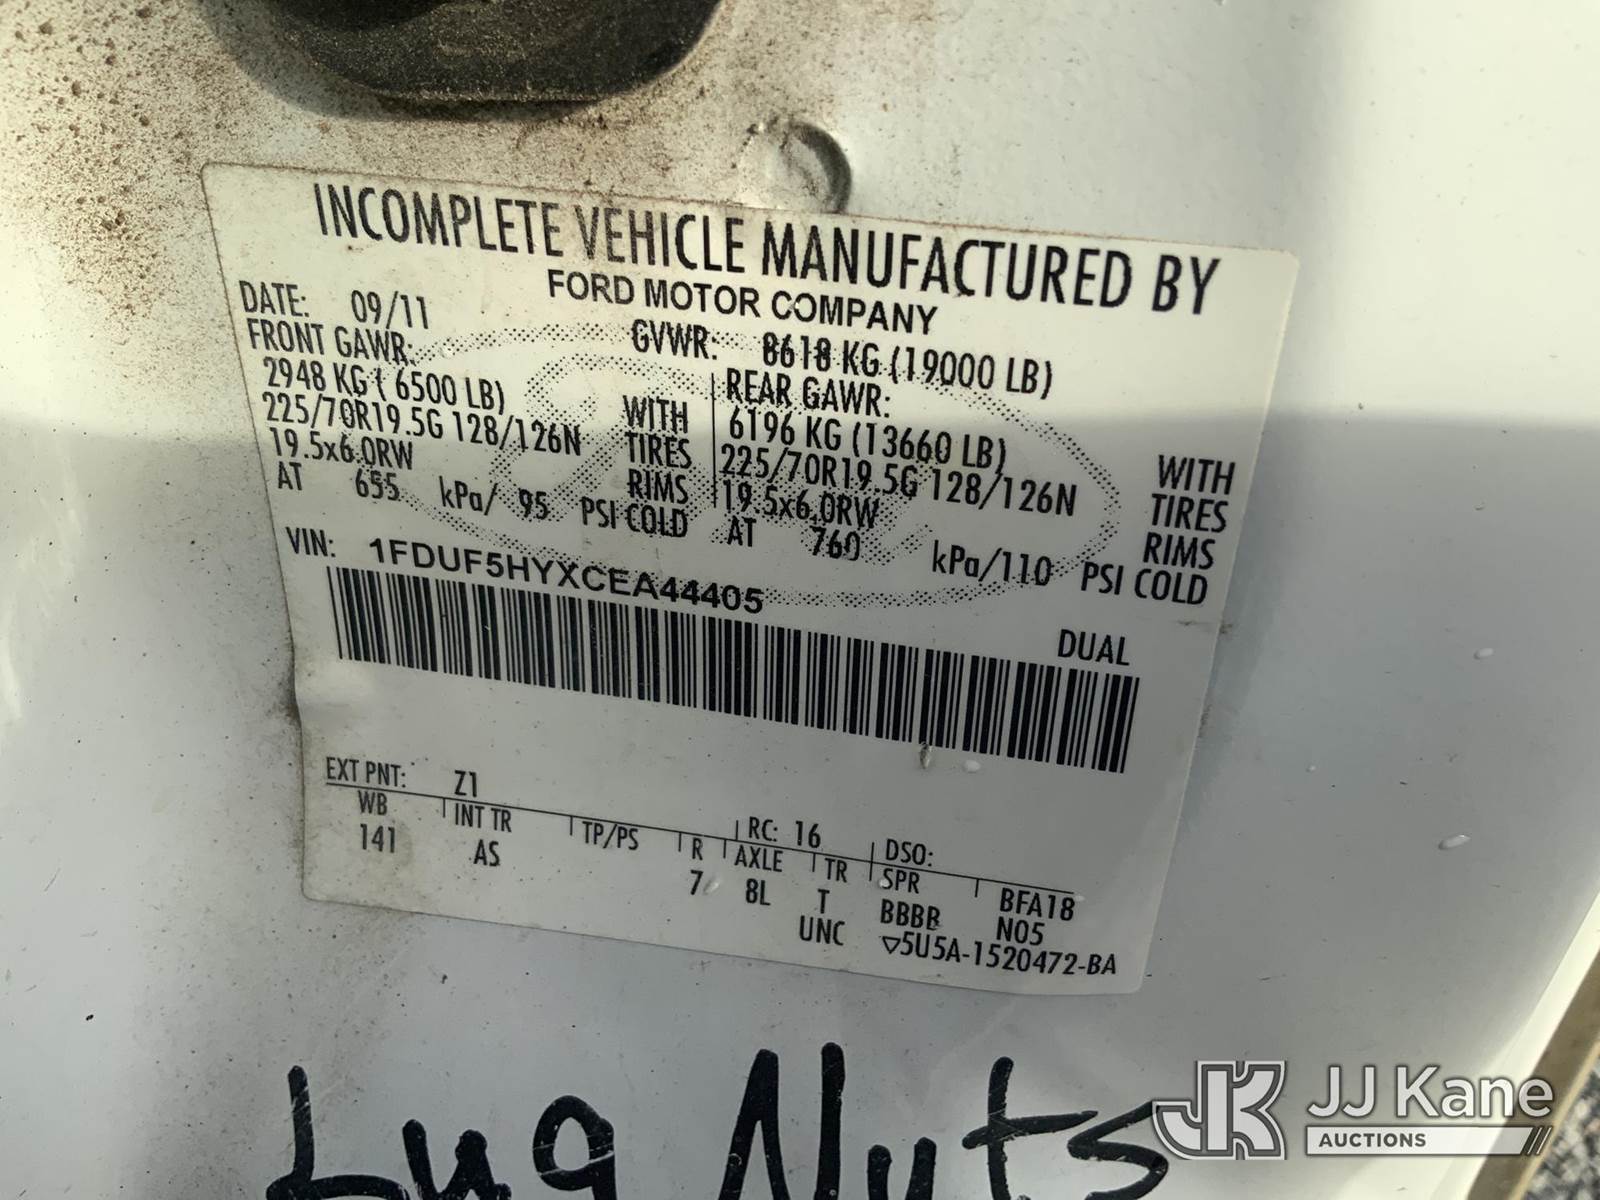 INCOMPLETE VEHICLE MANUFACTURED BY
FORD MOTOR COMPANY
DATE: 09/11 GVWR: 8618 KG (19000 LB)
FRONT GAWR: REAR GAWR:
2948 KG ( 6500 LB) WITH 6196 KG (13660 LB) WITH
225/70R19.5G 128/126N TIRES 225/70R19.5G 128/126N TIRES
19.5x6.0RW RIMS 19.5x6.0RW RIMS
AT 655 kPa/ 95 PSI COLD AT 760 kPa/110 PSI COLD
VIN: 1FDUF5HYXCEA44405
DUAL
EXT PNT: Z1 RC: 16 DSO:
WB INT TR TP/PS R AXLE TR SPR BFA18
141 AS 7 8L T BBBB N05
UNC ▽5U5A-1520472-BA
Lug Nuts
JK JJ Kane
AUCTIONS